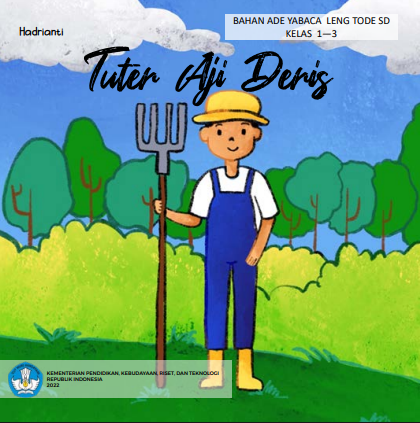 Hadrianti
BAHAN ADE YABACA LENG TODE SD
KELAS 1—3
Tuter Aji Denis
KEMENTERIAN PENDIDIKAN, KEBUDAYAAN, RISET, DAN TEKNOLOGI
REPUBLIK INDONESIA
2022